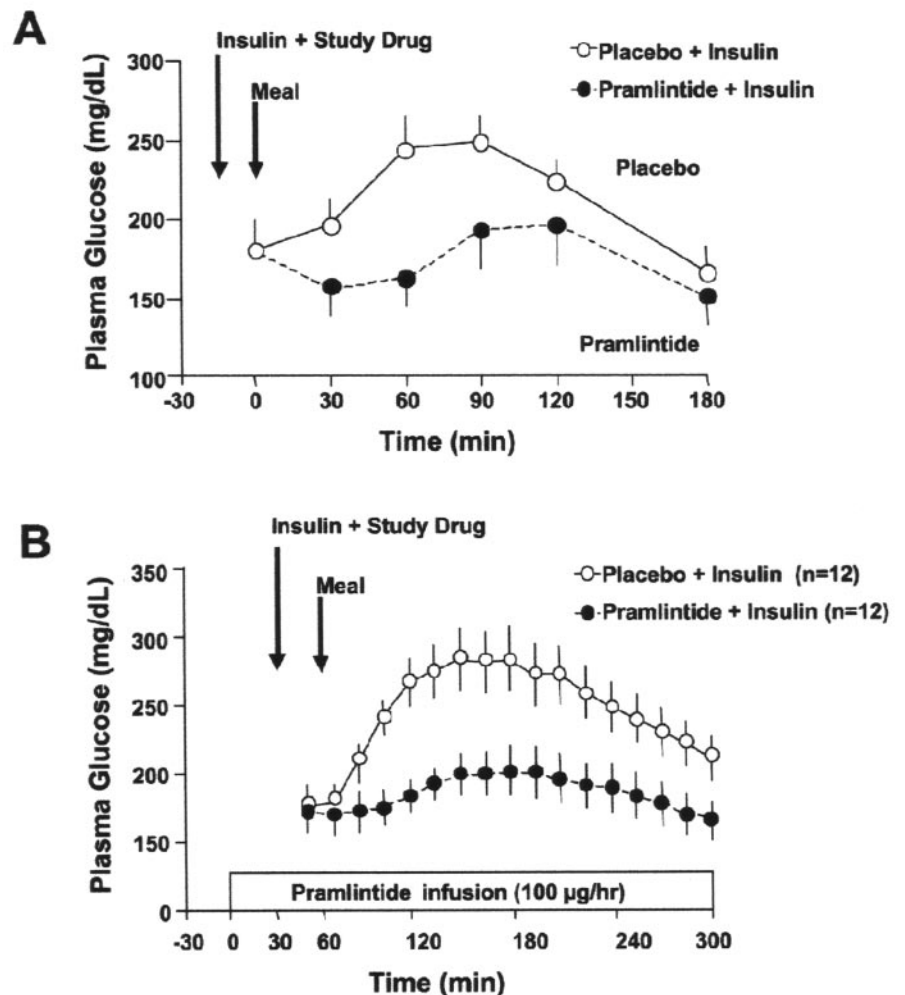 A
Insulin + Study Drug
Placebo + Insulin
Pramlintide + Insulin
Meal
Plasma Glucose (mg/dL)
300
250
200
150
100
Placebo
Pramlintide
-30 0 30 60 90 120 150 180
Time (min)
B
Insulin + Study Drug
Placebo + Insulin (n=12)
Pramlintide + Insulin (n=12)
Meal
Plasma Glucose (mg/dL)
350
300
250
200
150
0
Pramlintide infusion (100 µg/hr)
-30 0 30 60 120 180 240 300
Time (min)